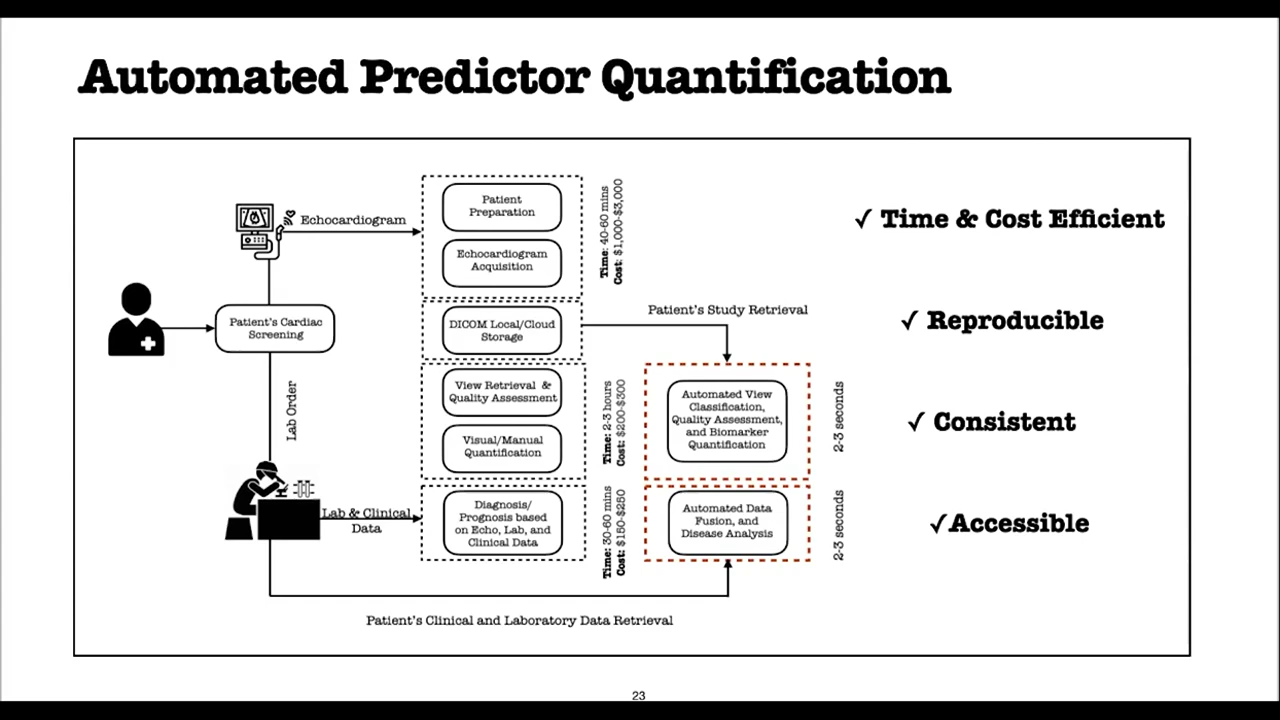 Automated Predictor Quantification
Echocardiogram
Patient's Cardiac
Screening
Lab Order
Lab & Clinical
Data
Patient
Preparation
Echocardiogram
Acquisition
Time: 40-60 mins
Cost: $1,000-$3,000
DICOM Local/Cloud
Storage
Patient's Study Retrieval
View Retrieval &
Quality Assessment
Visual/Manual
Quantification
Time: 2-3 hours
Cost: $200-$300
Diagnosis/
Prognosis based
on Echo, Lab, and
Clinical Data
Time: 30-60 mins
Cost: $150-$250
Automated View
Classification,
Quality Assessment,
and Biomarker
Quantification
2-3 seconds
Automated Data
Fusion, and
Disease Analysis
2-3 seconds
Patient's Clinical and Laboratory Data Retrieval
✓ Time & Cost Efficient
✓ Reproducible
✓ Consistent
✓Accessible
23